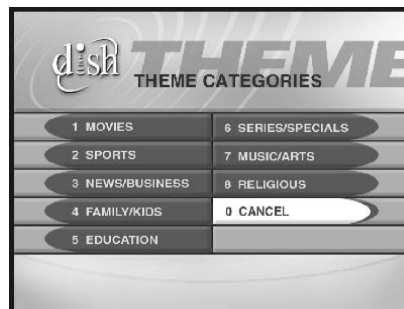 dish
THEME
THEME CATEGORIES
1 MOVIES
2 SPORTS
3 NEWS/BUSINESS
4 FAMILY/KIDS
5 EDUCATION
6 SERIES/SPECIALS
7 MUSIC/ARTS
8 RELIGIOUS
0 CANCEL